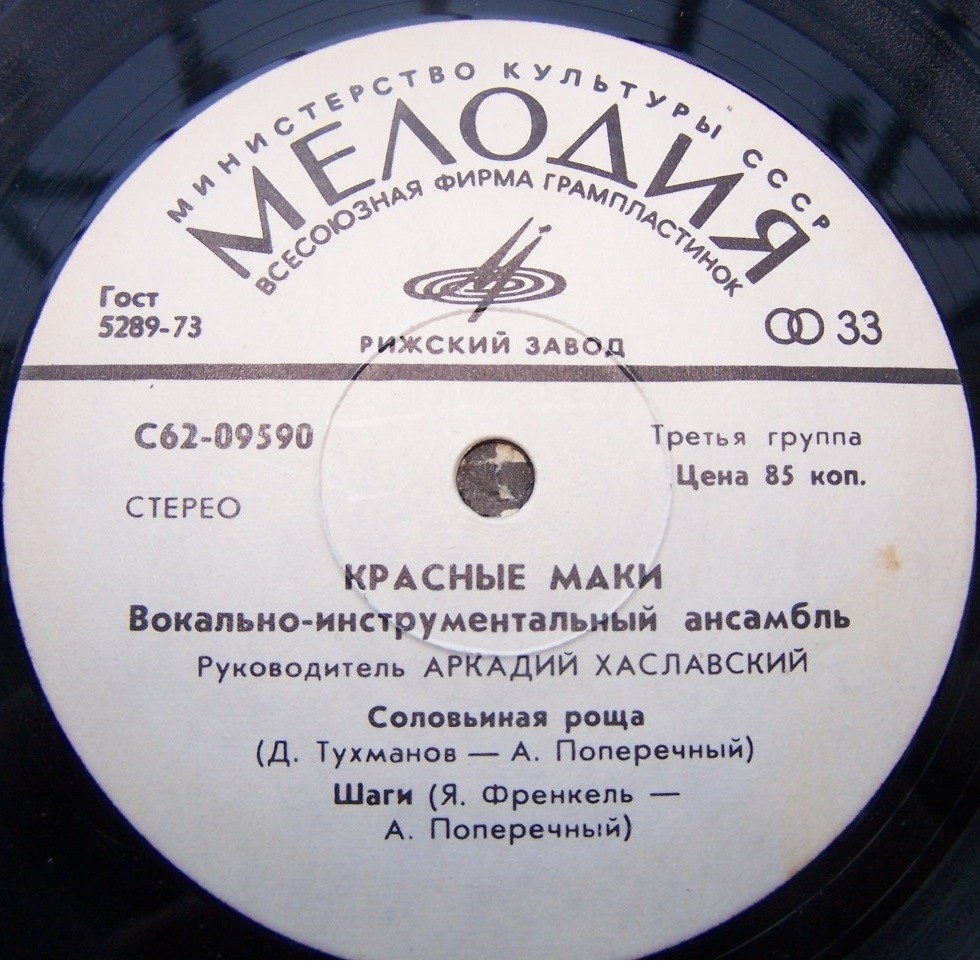 МИНИСТЕРСТВО КУЛЬТУРЫ СССР
МЕЛОДИЯ
ВСЕСОЮЗНАЯ ФИРМА ГРАМПЛАСТИНОК
Гост
5289-73
33
РИЖСКИЙ ЗАВОД
С62-09590
Третья группа
Цена 85 коп.
СТЕРЕО
КРАСНЫЕ МАКИ
Вокально-инструментальный ансамбль
Руководитель АРКАДИЙ ХАСЛАВСКИЙ
Соловьиная роща
(Д. Тухманов — А. Поперечный)
Шаги (Я. Френкель —
А. Поперечный)